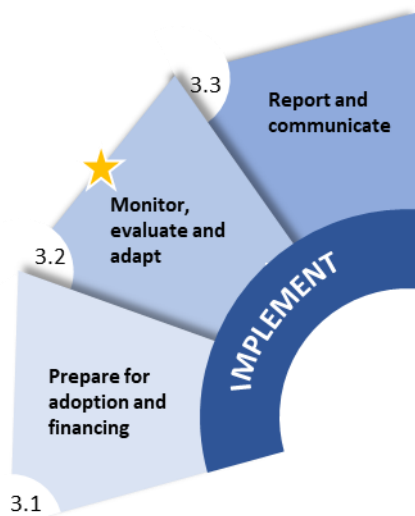 3.3
Report and
communicate
Monitor,
evaluate and
adapt
3.2
IMPLEMENT
Prepare for
adoption and
financing
3.1